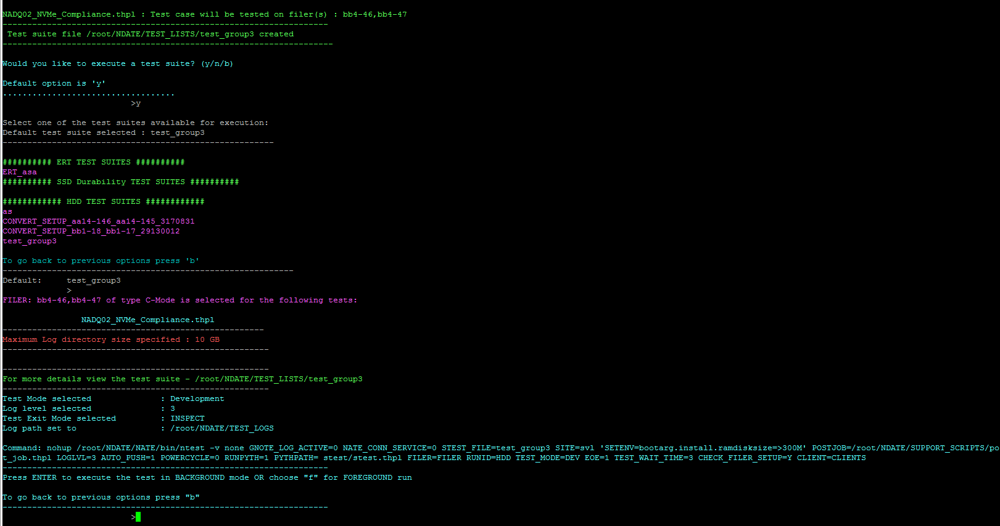 NADQ02_NVMe_Compliance.thpl : Test case will be tested on filer(s) : bb4-46,bb4-47
------------------------------------------------------------------
 Test suite file /root/NDATE/TEST_LISTS/test_group3 created
-------------------------------------------------------------------
Would you like to execute a test suite? (y/n/b)
Default option is 'y'
...................................
>y
Select one of the test suites available for execution:
Default test suite selected : test_group3
-------------------------------------------------------
########## ERT TEST SUITES ##########
ERT_asa
########## SSD Durability TEST SUITES ##########
############ HDD TEST SUITES ############
as
CONVERT_SETUP_aa14-146_aa14-145_3170831
CONVERT_SETUP_bb1-18_bb1-17_29130012
test_group3
To go back to previous options press 'b'
-----------------------------------------------------------
Default:     test_group3
>
FILER: bb4-46,bb4-47 of type C-Mode is selected for the following tests:
NADQ02_NVMe_Compliance.thpl
-----------------------------------------------------
Maximum Log directory size specified : 10 GB
------------------------------------------------------
------------------------------------------------------
For more details view the test suite - /root/NDATE/TEST_LISTS/test_group3
------------------------------------------------------
Test Mode selected              : Development
Log level selected              : 3
Test Exit Mode selected         : INSPECT
Log path set to                 : /root/NDATE/TEST_LOGS
Command: nohup /root/NDATE/NATE/bin/ntest -v none GNOTE_LOG_ACTIVE=0 NATE_CONN_SERVICE=0 STEST_FILE=test_group3 SITE=svl 'SETENV=bootarg.install.ramdisksize=>300M' POSTJOB=/root/NDATE/SUPPORT_SCRIPTS/po
t_job.thpl LOGLVL=3 AUTO_PUSH=1 POWERCYCLE=0 RUNPYTH=1 PYTHPATH= stest/stest.thpl FILER=FILER RUNID=HDD TEST_MODE=DEV EOE=1 TEST_WAIT_TIME=3 CHECK_FILER_SETUP=Y CLIENT=CLIENTS
------------------------------------------------------------------
Press ENTER to execute the test in BACKGROUND mode OR choose "f" for FOREGROUND run
To go back to previous options press "b"
------------------------------------------------------------------
>